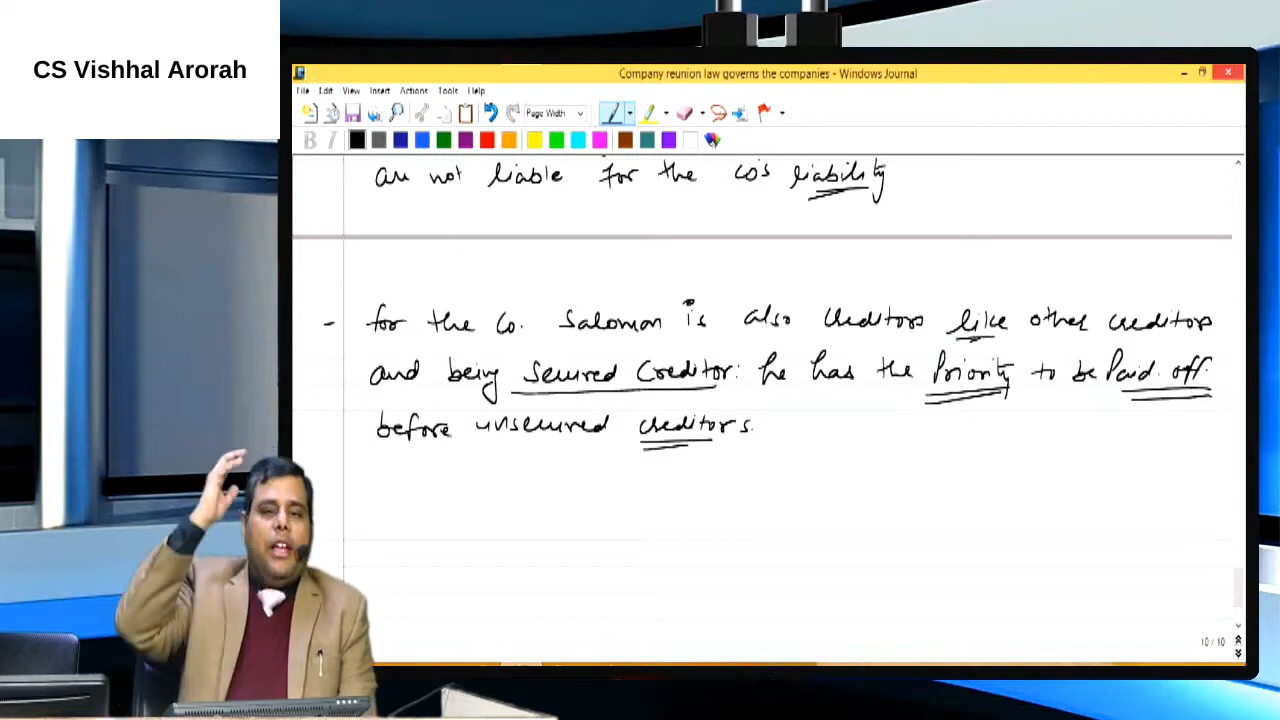 CS Vishhal Arorah
Company reunion law governs the companies - Windows Journal
File Edit View Insert Actions Tools Help
Page Width
B I
are not liable for the co's liability
- for the Co. Salomon is also creditors like other creditors
and being Secured Creditor: he has the Priority to be Paid off.
before unsecured creditors.
10 / 10